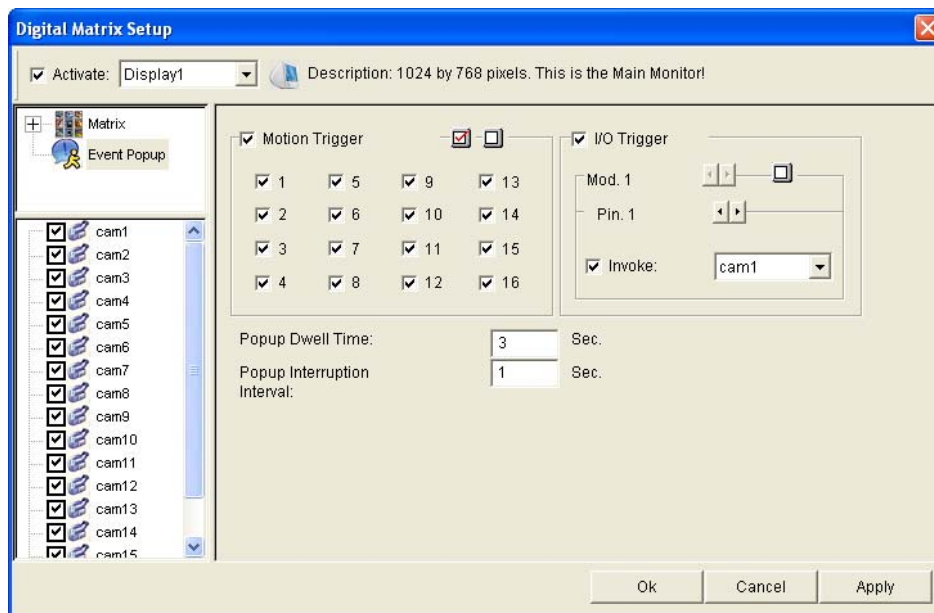 Digital Matrix Setup
Activate: Display1 Description: 1024 by 768 pixels. This is the Main Monitor!
Matrix
Event Popup
cam1
cam2
cam3
cam4
cam5
cam6
cam7
cam8
cam9
cam10
cam11
cam12
cam13
cam14
cam15
Motion Trigger
1 5 9 13
2 6 10 14
3 7 11 15
4 8 12 16
I/O Trigger
Mod. 1
Pin. 1
Invoke: cam1
Popup Dwell Time: 3 Sec.
Popup Interruption 1 Sec.
Interval:
Ok Cancel Apply